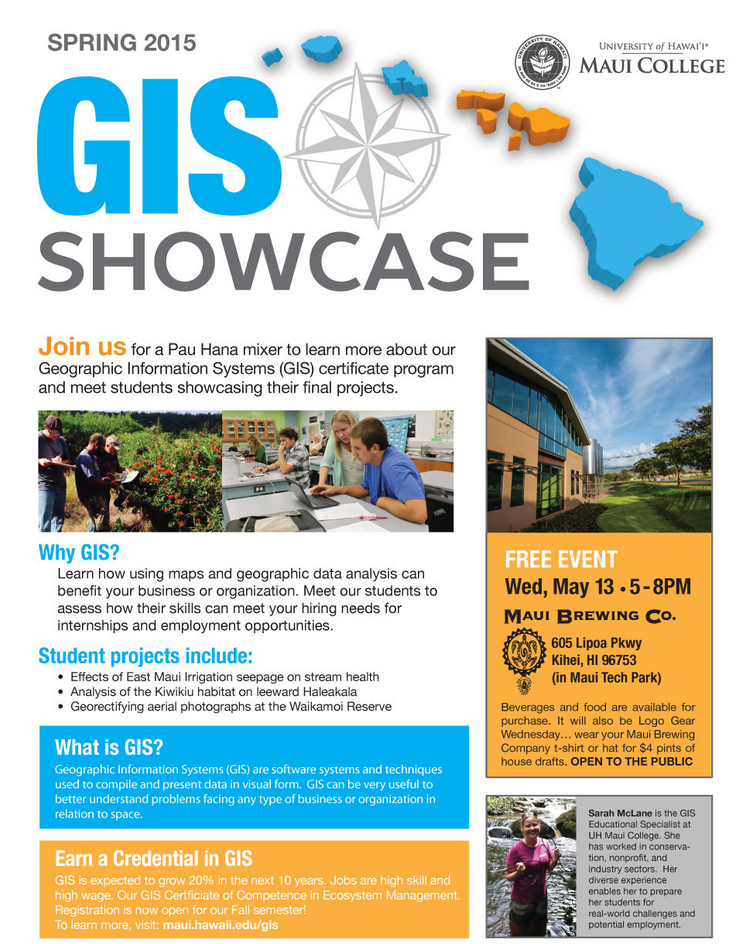 SPRING 2015
GIS
SHOWCASE
UNIVERSITY of HAWAI‘I®
MAUI COLLEGE
Join us for a Pau Hana mixer to learn more about our
Geographic Information Systems (GIS) certificate program
and meet students showcasing their final projects.
Why GIS?
Learn how using maps and geographic data analysis can
benefit your business or organization. Meet our students to
assess how their skills can meet your hiring needs for
internships and employment opportunities.
Student projects include:
• Effects of East Maui Irrigation seepage on stream health
• Analysis of the Kiwikiu habitat on leeward Haleakala
• Georectifying aerial photographs at the Waikamoi Reserve
What is GIS?
Geographic Information Systems (GIS) are software systems and techniques
used to compile and present data in visual form. GIS can be very useful to
better understand problems facing any type of business or organization in
relation to space.
Earn a Credential in GIS
GIS is expected to grow 20% in the next 10 years. Jobs are high skill and
high wage. Our GIS Certficiate of Competence in Ecosystem Management.
Registration is now open for our Fall semester!
To learn more, visit: maui.hawaii.edu/gis
FREE EVENT
Wed, May 13 • 5-8PM
MAUI BREWING CO.
605 Lipoa Pkwy
Kihei, HI 96753
(in Maui Tech Park)
Beverages and food are available for
purchase. It will also be Logo Gear
Wednesday… wear your Maui Brewing
Company t-shirt or hat for $4 pints of
house drafts. OPEN TO THE PUBLIC
Sarah McLane is the GIS
Educational Specialist at
UH Maui College. She
has worked in conserva-
tion, nonprofit, and
industry sectors. Her
diverse experience
enables her to prepare
her students for
real-world challenges and
potential employment.